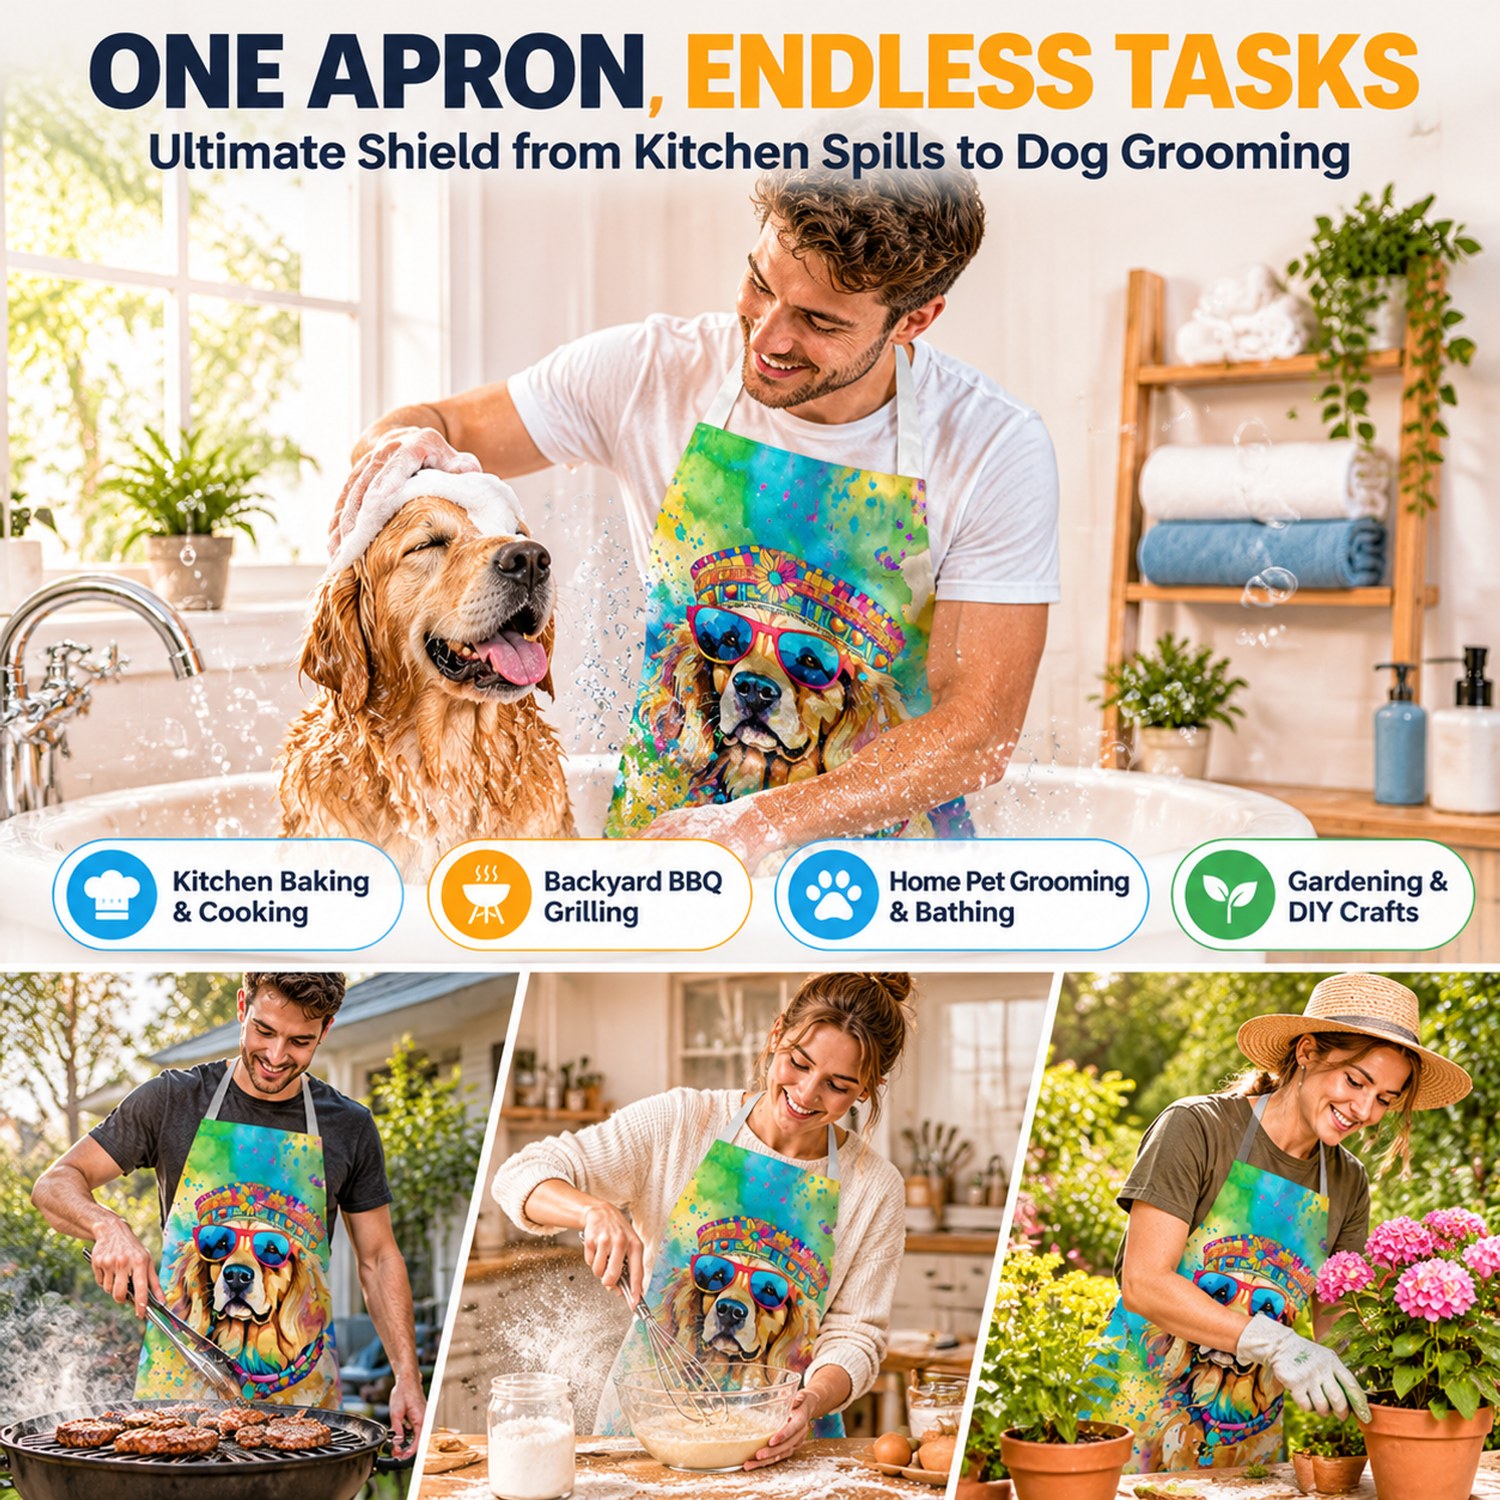 ONE APRON, ENDLESS TASKS
Ultimate Shield from Kitchen Spills to Dog Grooming
Kitchen Baking
& Cooking
Backyard BBQ
Grilling
Home Pet Grooming
& Bathing
Gardening &
DIY Crafts